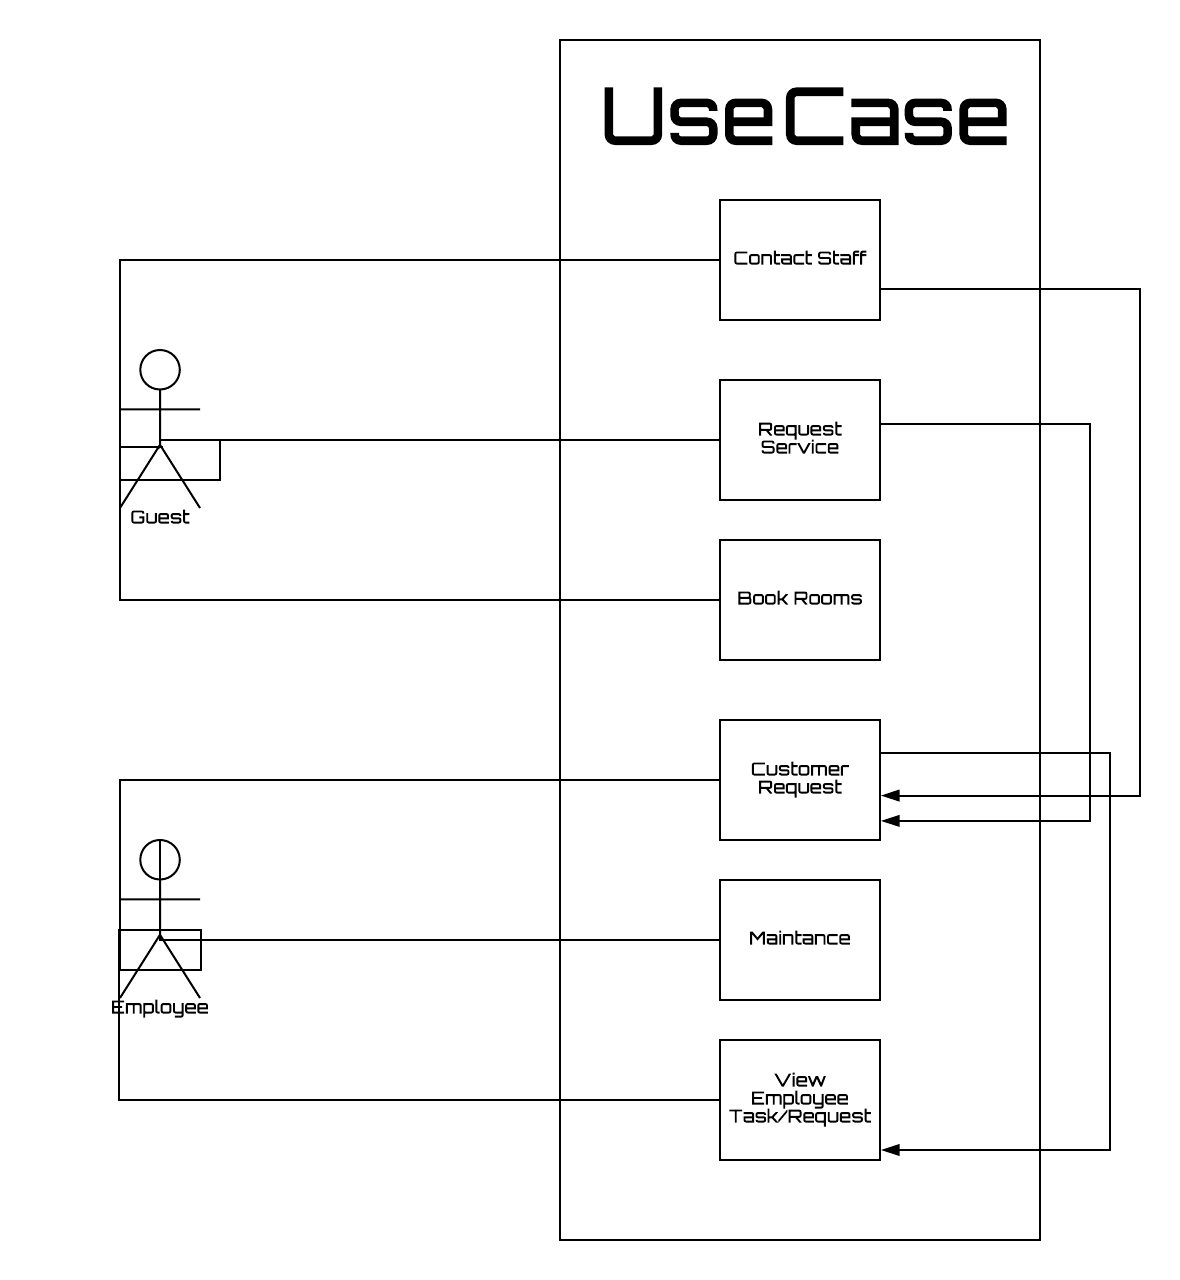 UseCase
Contact Staff
Request
Service
Guest
Book Rooms
Customer
Request
Maintance
Employee
View
Employee
Task/Request